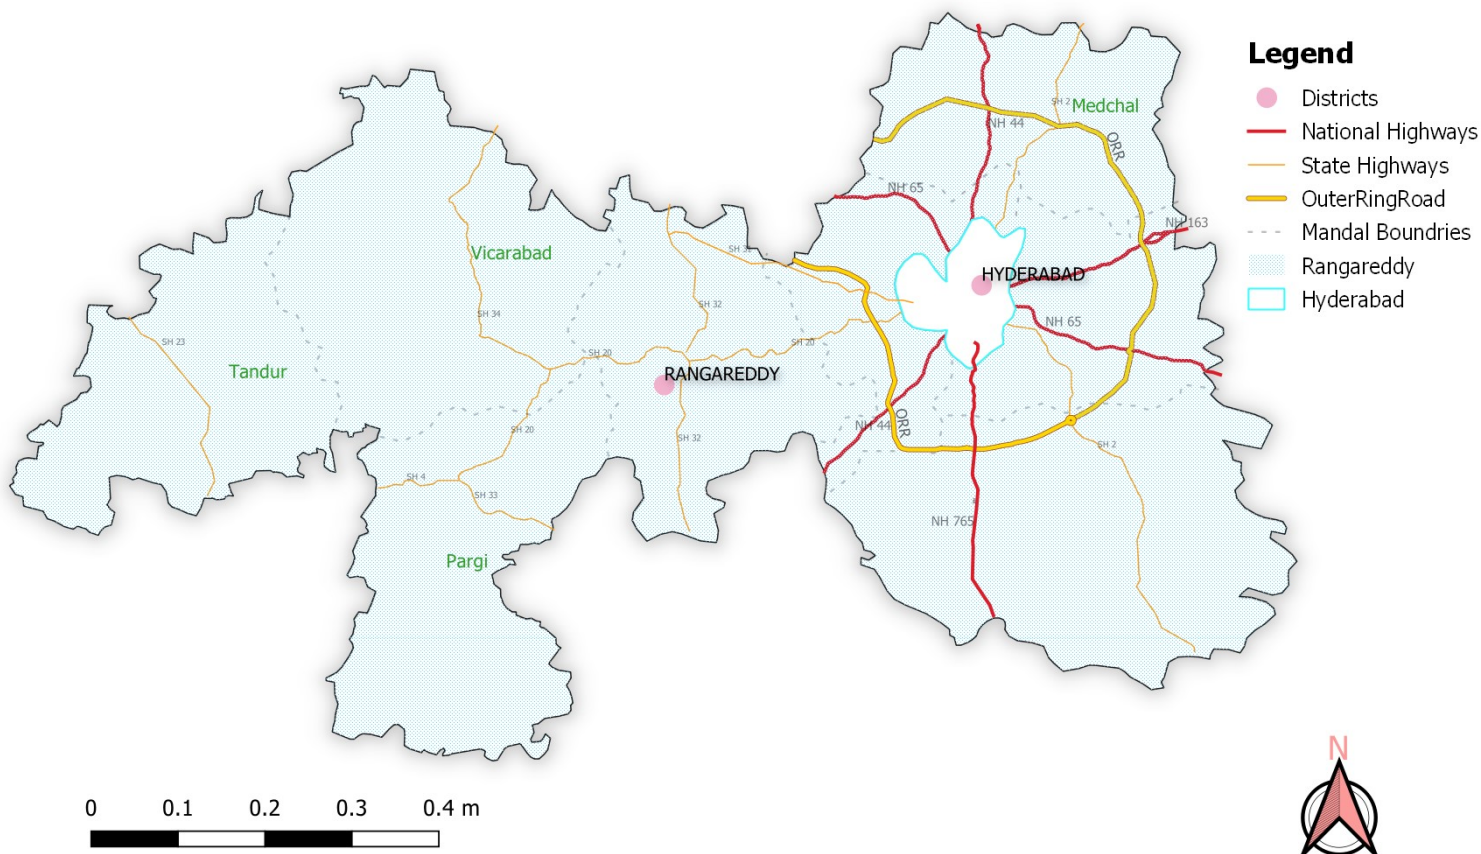 Legend
Districts
National Highways
State Highways
OuterRingRoad
Mandal Boundries
Rangareddy
Hyderabad
SH 2
Medchal
NH 44
ORR
NH 65
NH 163
Vicarabad
SH 32
HYDERABAD
SH 34
NH 65
SH 23
SH 20
SH 20
Tandur
RANGAREDDY
SH 20
NH 44
ORR
SH 32
SH 2
SH 4
SH 33
NH 765
Pargi
N
0 0.1 0.2 0.3 0.4 m